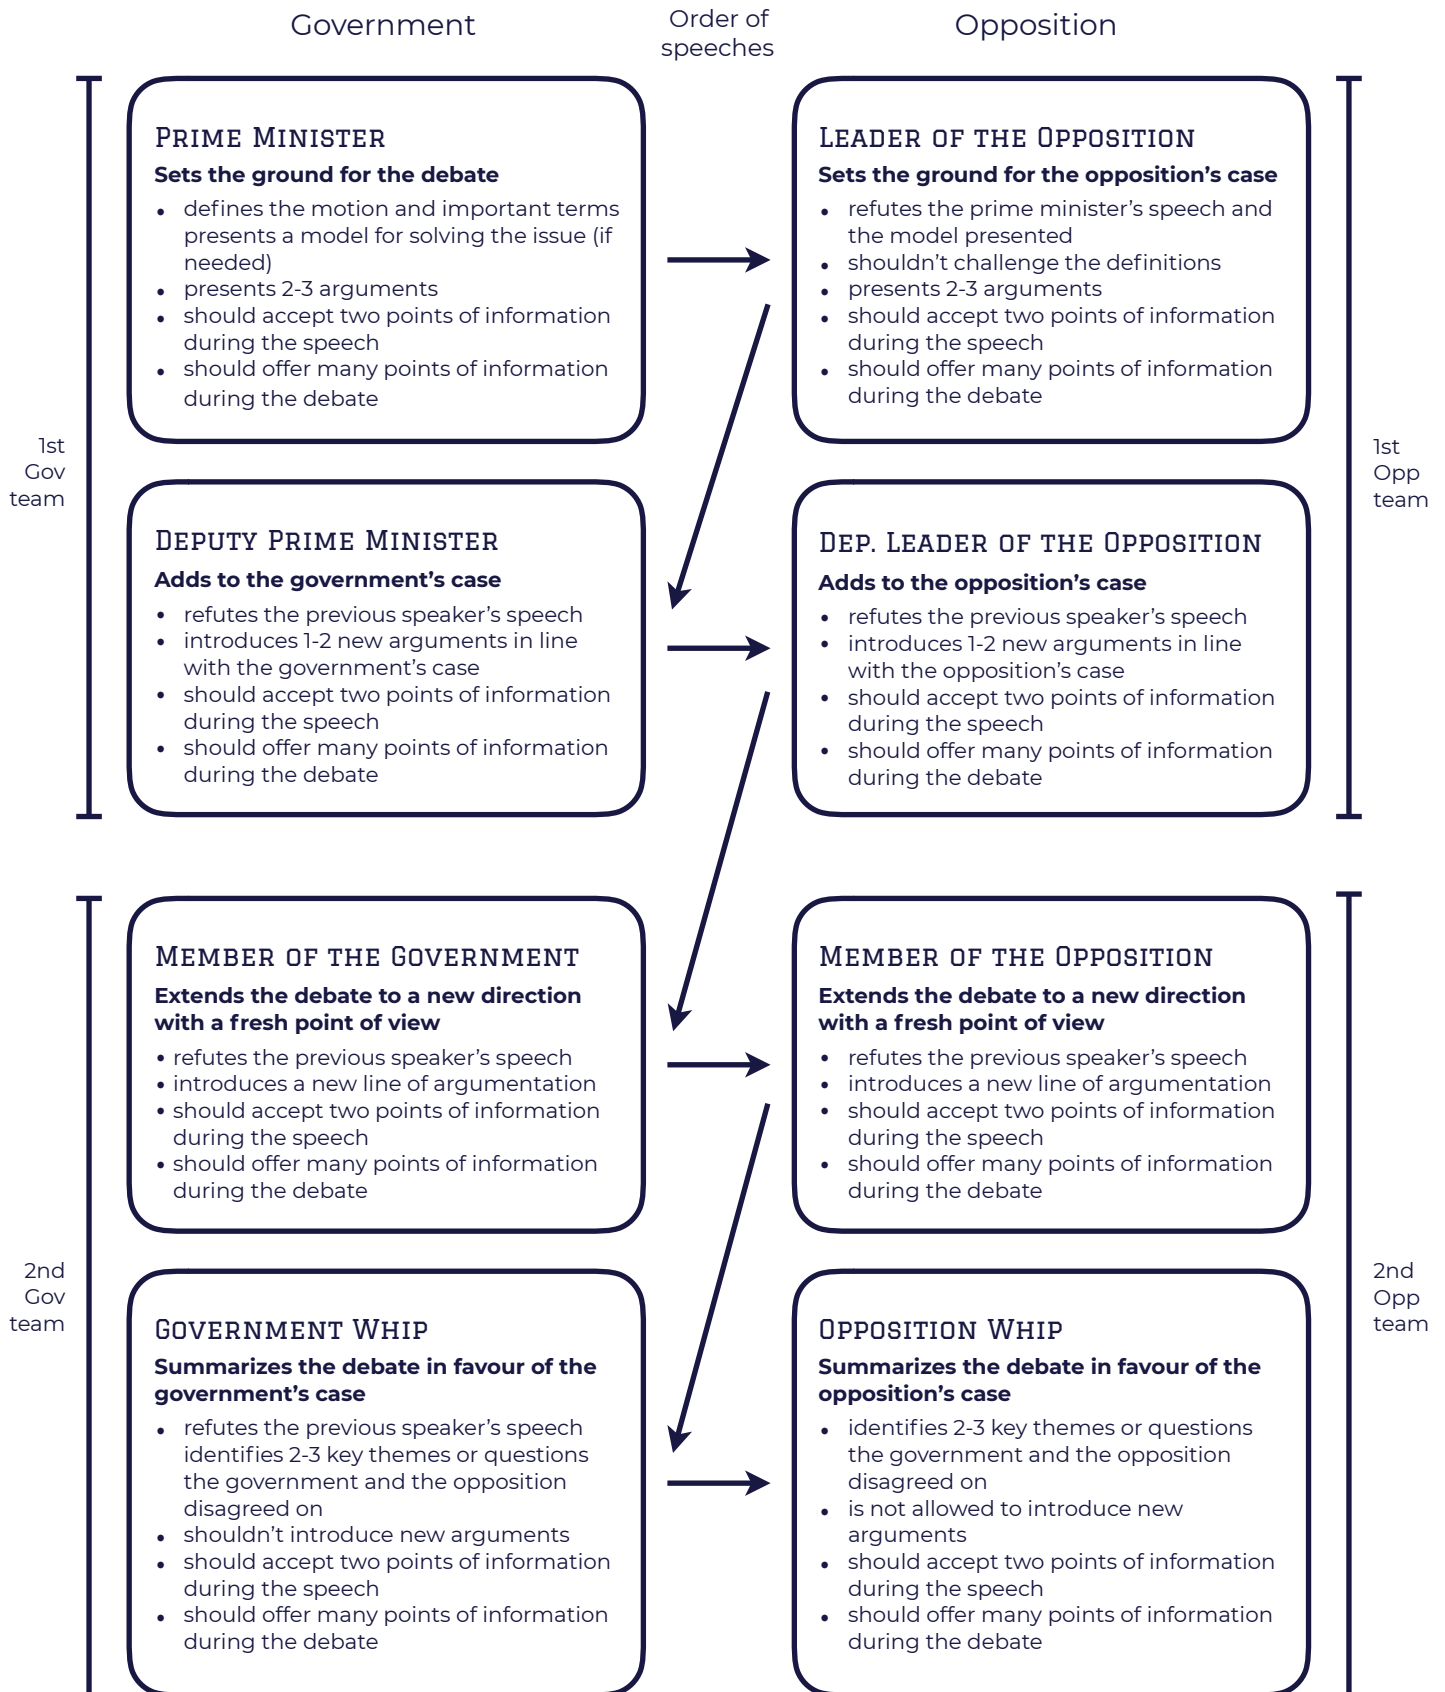 Government
Order of
speeches
Opposition
1st
Gov
team
PRIME MINISTER
Sets the ground for the debate
• defines the motion and important terms
presents a model for solving the issue (if
needed)
• presents 2-3 arguments
• should accept two points of information
during the speech
• should offer many points of information
during the debate
LEADER OF THE OPPOSITION
Sets the ground for the opposition’s case
• refutes the prime minister’s speech and
the model presented
• shouldn’t challenge the definitions
• presents 2-3 arguments
• should accept two points of information
during the speech
• should offer many points of information
during the debate
1st
Opp
team
DEPUTY PRIME MINISTER
Adds to the government’s case
• refutes the previous speaker’s speech
• introduces 1-2 new arguments in line
with the government’s case
• should accept two points of information
during the speech
• should offer many points of information
during the debate
DEP. LEADER OF THE OPPOSITION
Adds to the opposition’s case
• refutes the previous speaker’s speech
• introduces 1-2 new arguments in line
with the opposition’s case
• should accept two points of information
during the speech
• should offer many points of information
during the debate
2nd
Gov
team
MEMBER OF THE GOVERNMENT
Extends the debate to a new direction
with a fresh point of view
• refutes the previous speaker’s speech
• introduces a new line of argumentation
• should accept two points of information
during the speech
• should offer many points of information
during the debate
MEMBER OF THE OPPOSITION
Extends the debate to a new direction
with a fresh point of view
• refutes the previous speaker’s speech
• introduces a new line of argumentation
• should accept two points of information
during the speech
• should offer many points of information
during the debate
2nd
Opp
team
GOVERNMENT WHIP
Summarizes the debate in favour of the
government’s case
• refutes the previous speaker’s speech
identifies 2-3 key themes or questions
the government and the opposition
disagreed on
• shouldn’t introduce new arguments
• should accept two points of information
during the speech
• should offer many points of information
during the debate
OPPOSITION WHIP
Summarizes the debate in favour of the
opposition’s case
• identifies 2-3 key themes or questions
the government and the opposition
disagreed on
• is not allowed to introduce new
arguments
• should accept two points of information
during the speech
• should offer many points of information
during the debate